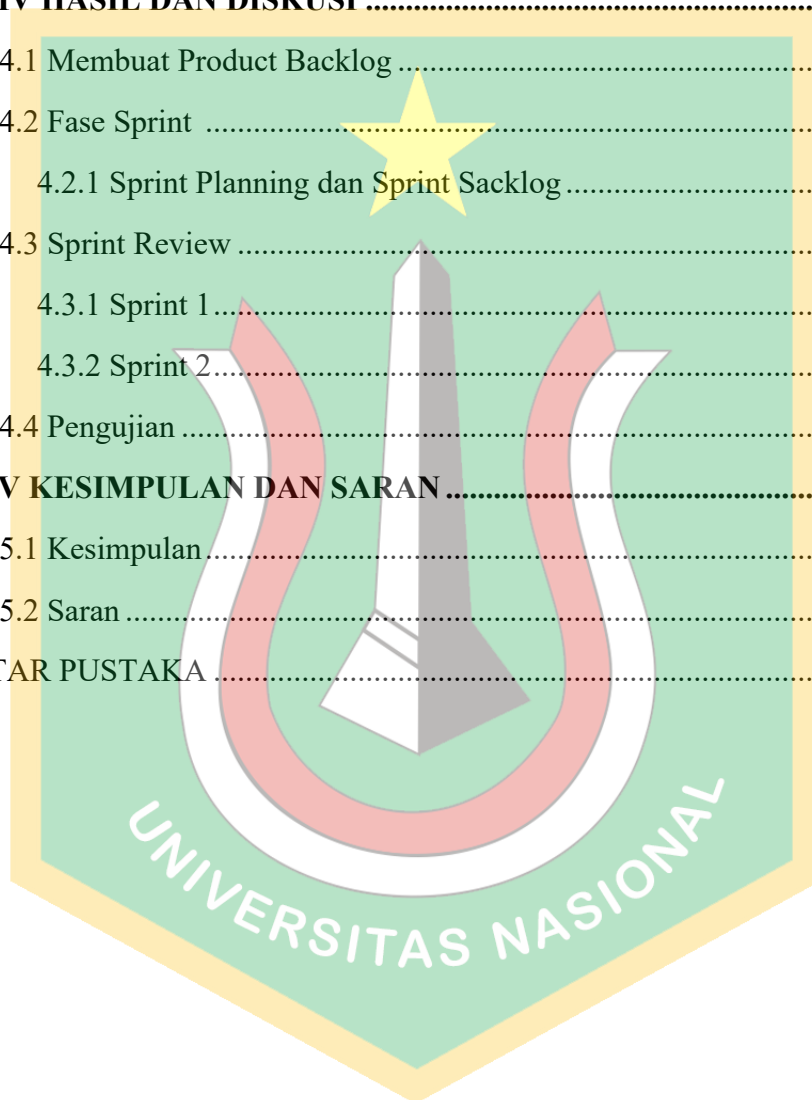 IV HASIL DAN DISKUSI ........................................................
4.1 Membuat Product Backlog ........................................................
4.2 Fase Sprint ........................................................
4.2.1 Sprint Planning dan Sprint Sacklog ........................................................
4.3 Sprint Review ........................................................
4.3.1 Sprint 1 ........................................................
4.3.2 Sprint 2 ........................................................
4.4 Pengujian ........................................................
V KESIMPULAN DAN SARAN ........................................................
5.1 Kesimpulan ........................................................
5.2 Saran ........................................................
TAR PUSTAKA ........................................................
UNIVERSITAS NASIONAL